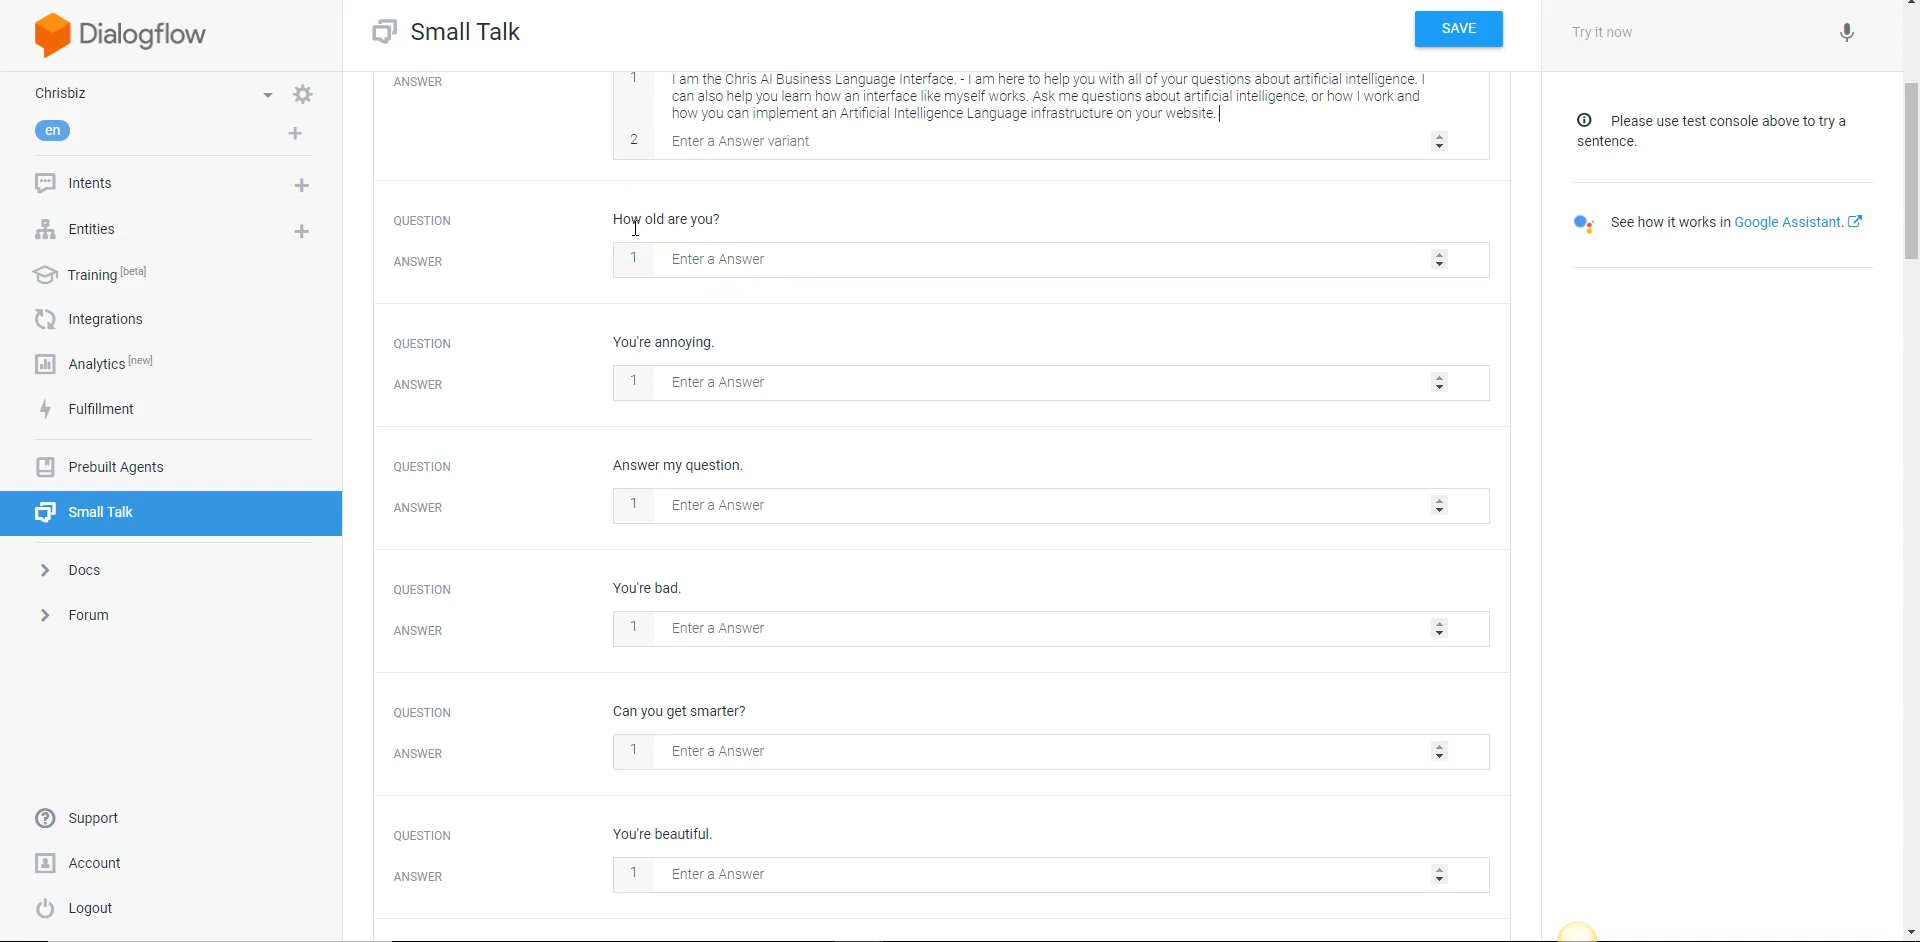 Dialogflow
Small Talk
SAVE
Try it now
Chrisbiz
en
Intents
Entities
Training [beta]
Integrations
Analytics [new]
Fulfillment
Prebuilt Agents
Small Talk
Docs
Forum
Support
Account
Logout
ANSWER
1
I am the Chris AI Business Language Interface. - I am here to help you with all of your questions about artificial intelligence. I
can also help you learn how an interface like myself works. Ask me questions about artificial intelligence, or how I work and
how you can implement an Artificial Intelligence Language infrastructure on your website.
2 Enter a Answer variant
QUESTION How old are you?
ANSWER 1 Enter a Answer
QUESTION You're annoying.
ANSWER 1 Enter a Answer
QUESTION Answer my question.
ANSWER 1 Enter a Answer
QUESTION You're bad.
ANSWER 1 Enter a Answer
QUESTION Can you get smarter?
ANSWER 1 Enter a Answer
QUESTION You're beautiful.
ANSWER 1 Enter a Answer
Please use test console above to try a
sentence.
See how it works in Google Assistant.